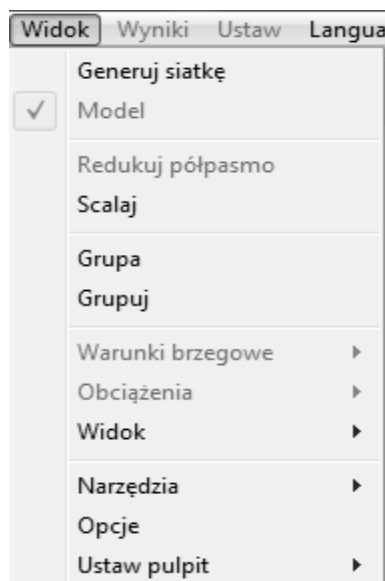 Widok Wyniki Ustaw Langua
Generuj siatkę
Model
Redukuj półpasmo
Scalaj
Grupa
Grupuj
Warunki brzegowe
Obciążenia
Widok
Narzędzia
Opcje
Ustaw pulpit